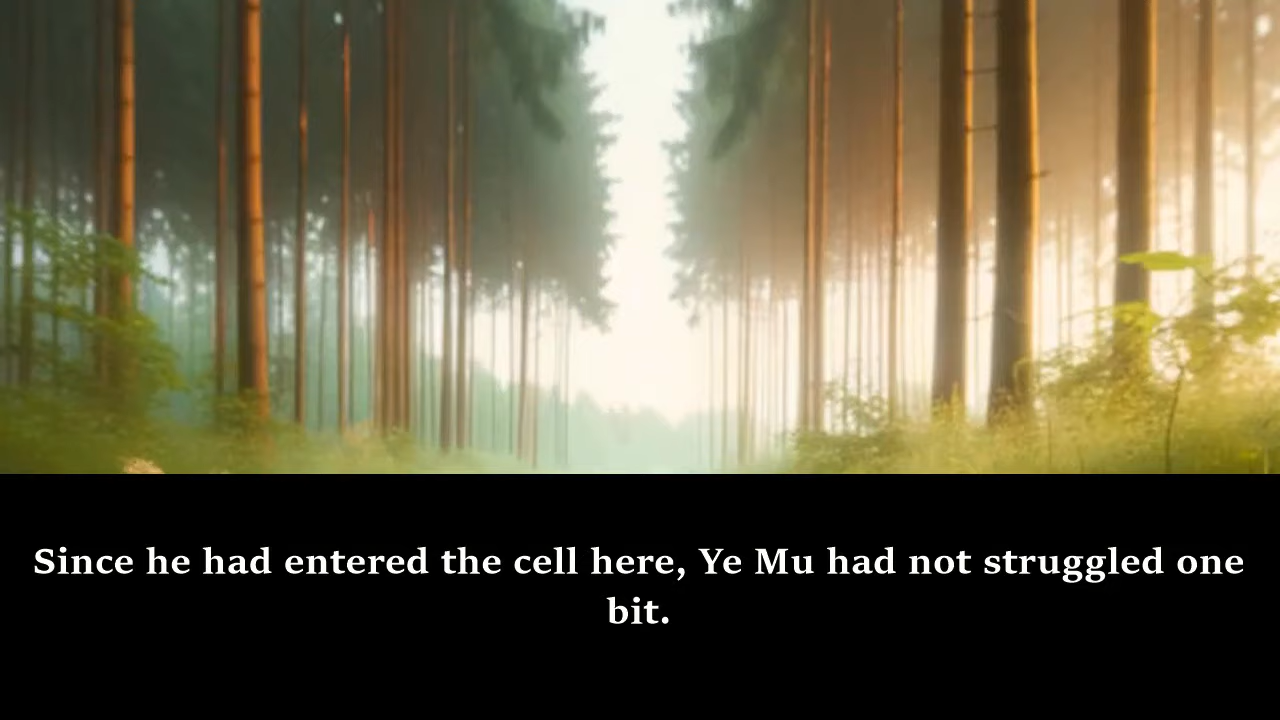 Since he had entered the cell here, Ye Mu had not struggled one
bit.